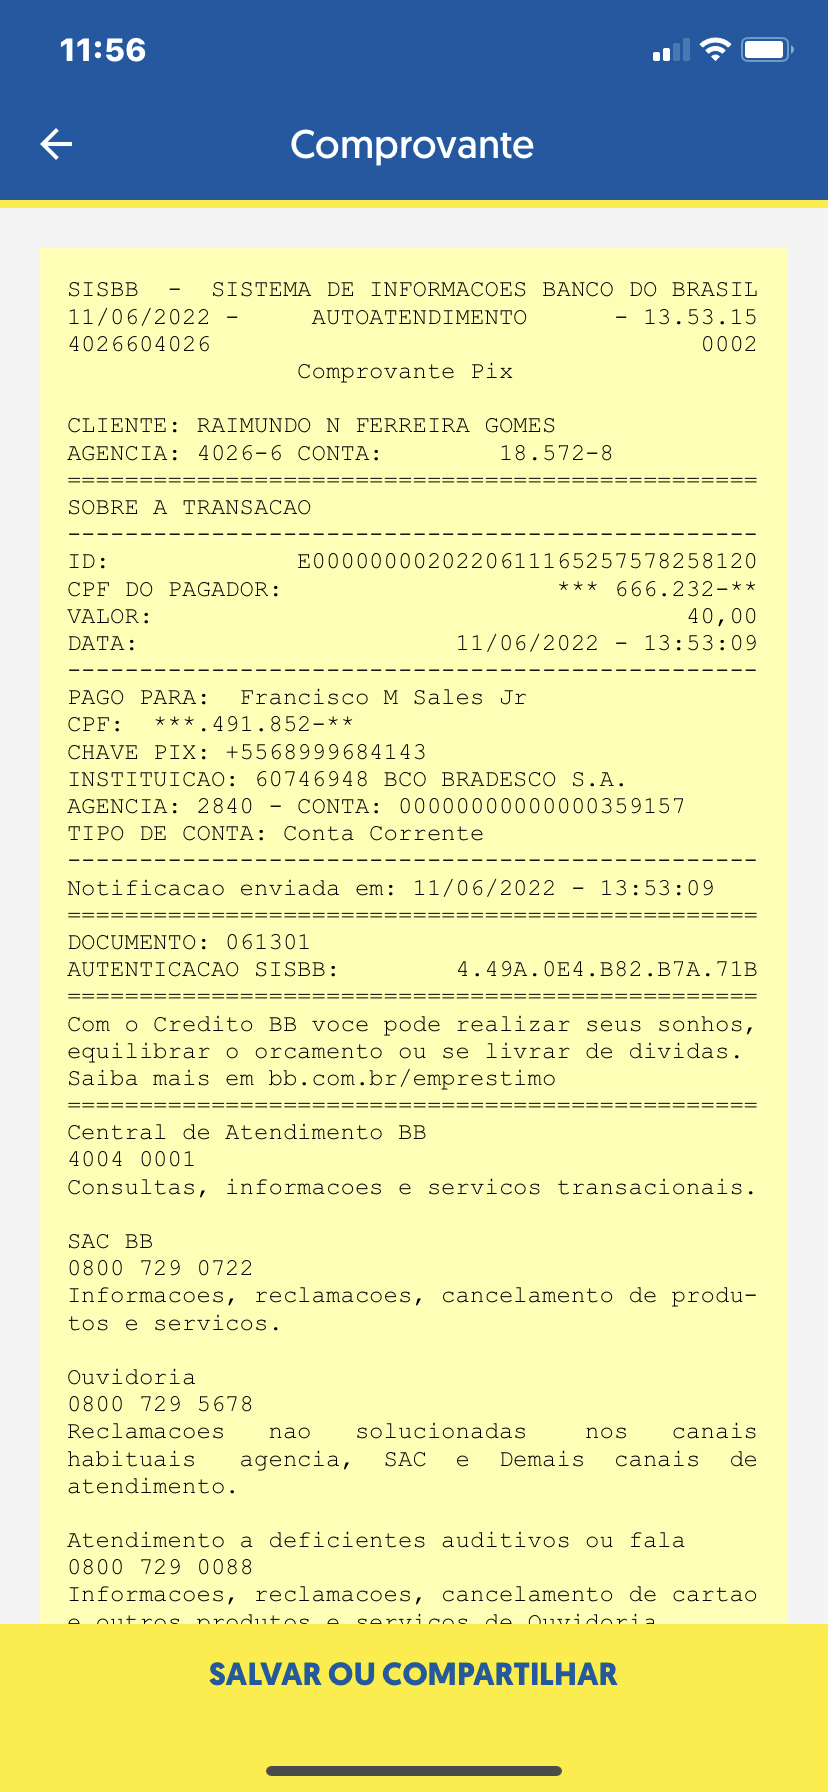 11:56
Comprovante
SISBB - SISTEMA DE INFORMACOES BANCO DO BRASIL
11/06/2022 - AUTOATENDIMENTO - 13.53.15
4026604026 0002
Comprovante Pix
CLIENTE: RAIMUNDO N FERREIRA GOMES
AGENCIA: 4026-6 CONTA: 18.572-8
================================================
SOBRE A TRANSACAO
------------------------------------------------
ID: E0000000020220611165257578258120
CPF DO PAGADOR: *** 666.232-**
VALOR: 40,00
DATA: 11/06/2022 - 13:53:09
------------------------------------------------
PAGO PARA: Francisco M Sales Jr
CPF: ***.491.852-**
CHAVE PIX: +5568999684143
INSTITUICAO: 60746948 BCO BRADESCO S.A.
AGENCIA: 2840 - CONTA: 00000000000000359157
TIPO DE CONTA: Conta Corrente
------------------------------------------------
Notificacao enviada em: 11/06/2022 - 13:53:09
================================================
DOCUMENTO: 061301
AUTENTICACAO SISBB: 4.49A.0E4.B82.B7A.71B
================================================
Com o Credito BB voce pode realizar seus sonhos,
equilibrar o orcamento ou se livrar de dividas.
Saiba mais em bb.com.br/emprestimo
================================================
Central de Atendimento BB
4004 0001
Consultas, informacoes e servicos transacionais.
SAC BB
0800 729 0722
Informacoes, reclamacoes, cancelamento de produ-
tos e servicos.
Ouvidoria
0800 729 5678
Reclamacoes nao solucionadas nos canais
habituais agencia, SAC e Demais canais de
atendimento.
Atendimento a deficientes auditivos ou fala
0800 729 0088
Informacoes, reclamacoes, cancelamento de cartao
e outros produtos e servicos de Ouvidoria
SALVAR OU COMPARTILHAR